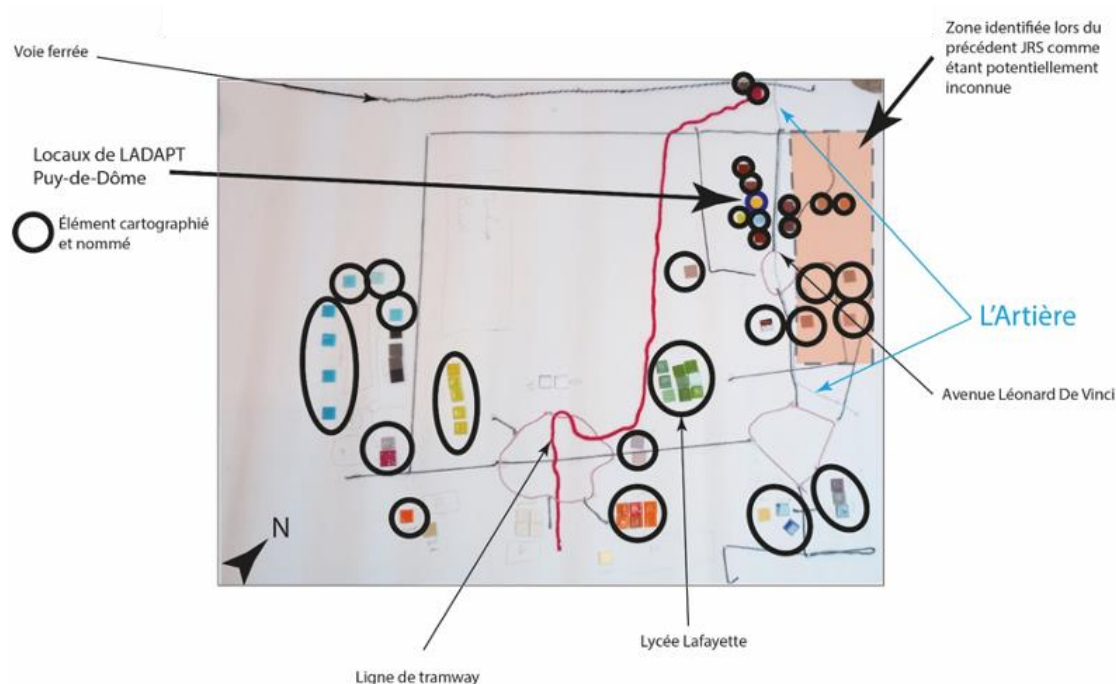 Voie ferrée
Zone identifiée lors du
précédent JRS comme
étant potentiellement
inconnue
Locaux de LADAPT
Puy-de-Dôme
Élément cartographié
et nommé
L'Artière
Avenue Léonard De Vinci
N
Lycée Lafayette
Ligne de tramway